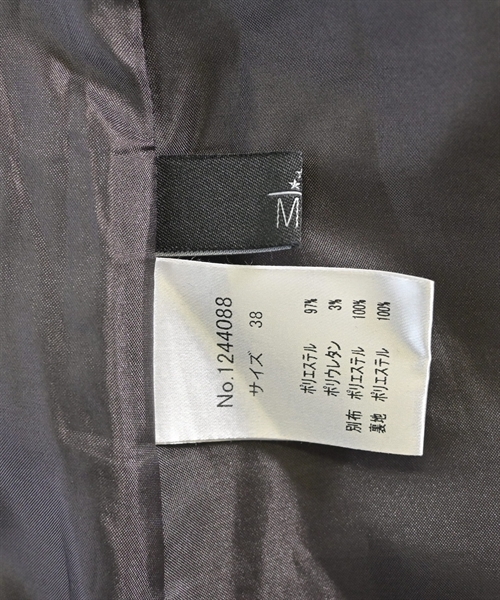 M
No.1244088
サイズ 38
ポリエステル 97%
ポリウレタン 3%
別布 ポリエステル 100%
裏地 ポリエステル 100%